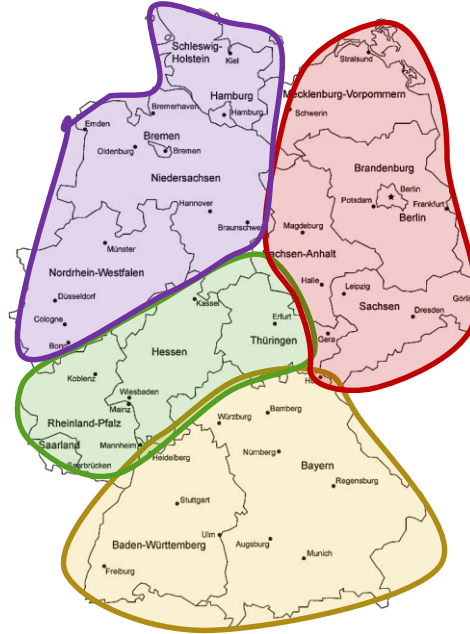 Schleswig-
Holstein
Kiel
Stralsund
Mecklenburg-Vorpommern
Hamburg
Hamburg
Schwerin
Bremerhaven
Emden
Bremen
Oldenburg
Bremen
Niedersachsen
Brandenburg
Berlin
Potsdam
Frankfurt
Berlin
Hannover
Braunschwe
Magdeburg
Münster
achsen-Anhalt
Nordrhein-Westfalen
Halle
Leipzig
Görli
Düsseldorf
Kassel
Sachsen
Dresden
Cologne
Erfurt
Bonn
Thüringen
Gera
Hessen
Koblenz
Ho
Wiesbaden
Mainz
Bamberg
Rheinland-Pfalz
Würzburg
Saarland
Mannheim
Nürnberg
Heidelberg
Saarbrücken
Bayern
Regensburg
Stuttgart
Ulm
Baden-Württemberg
Augsburg
Munich
Freiburg